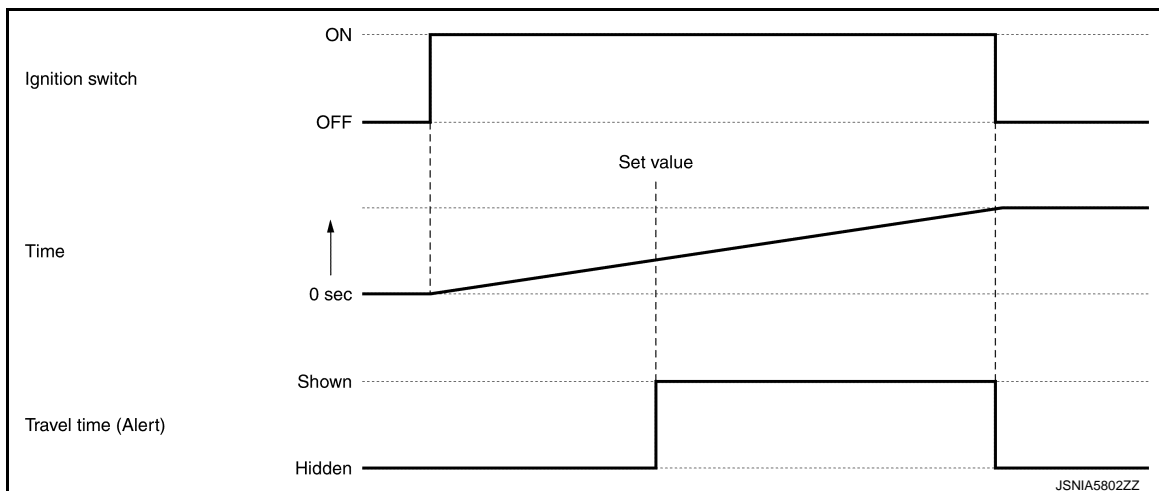 ON
Ignition switch
OFF
Set value
Time
0 sec
Shown
Travel time (Alert)
Hidden
JSNIA5802ZZ